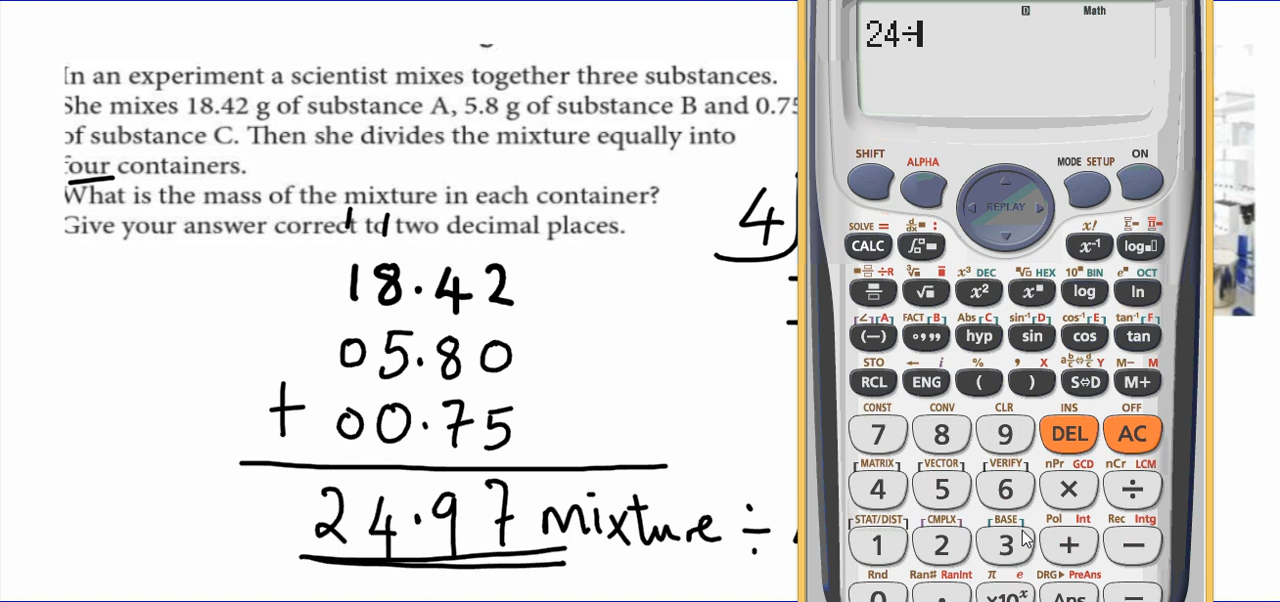 In an experiment a scientist mixes together three substances.
She mixes 18.42 g of substance A, 5.8 g of substance B and 0.75
of substance C. Then she divides the mixture equally into
four containers.
What is the mass of the mixture in each container?
Give your answer correct to two decimal places.
18.42
05.80
+ 00.75
24.97 mixture ÷
4
D Math
24÷
SHIFT ALPHA MODE SETUP ON
REPLAY
SOLVE = d/dx : x! Σ Π
CALC ∫ x⁻¹ log
÷R ³√ x³ DEC ˣ√ HEX 10ˣ BIN eˣ OCT
√ x² x log ln
∠ A FACT B Abs C sin⁻¹ D cos⁻¹ E tan⁻¹ F
(−) °,,, hyp sin cos tan
STO ← i % , X a b/c⇔d/c Y M− M
RCL ENG ( ) S⇔D M+
CONST CONV CLR INS OFF
7 8 9 DEL AC
MATRIX VECTOR VERIFY nPr GCD nCr LCM
4 5 6 × ÷
STAT/DIST CMPLX BASE Pol Int Rec Intg
1 2 3 + −
Rnd Ran# RanInt π e DRG▶ PreAns
0 . ×10ˣ Ans =